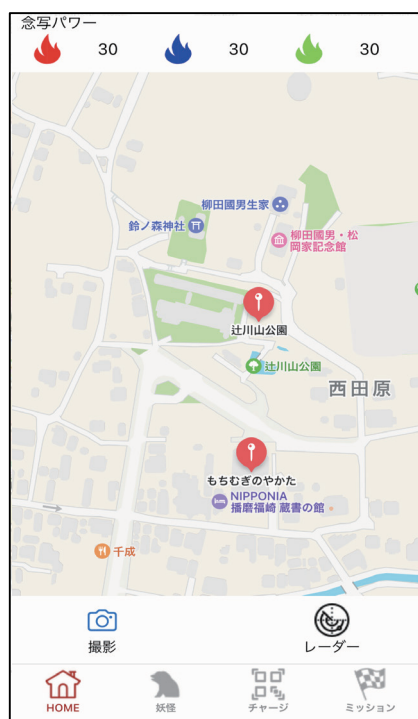 念写パワー
30 30 30
柳田國男生家
鈴ノ森神社
柳田國男・松
岡家記念館
辻川山公園
辻川山公園
西田原
もちむぎのやかた
NIPPONIA
播磨福崎 蔵書の館
千成
撮影 レーダー
HOME 妖怪 チャージ ミッション